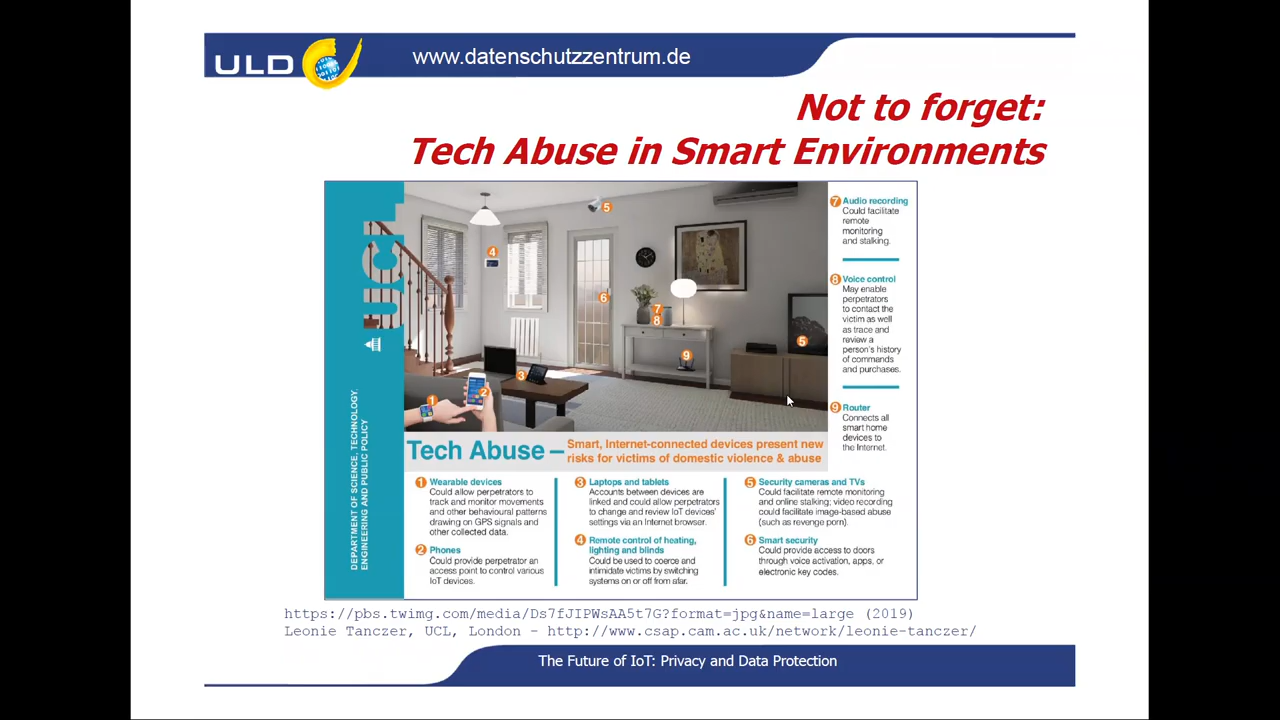 ULD
www.datenschutzzentrum.de
Not to forget:
Tech Abuse in Smart Environments
UCL
DEPARTMENT OF SCIENCE, TECHNOLOGY,
ENGINEERING AND PUBLIC POLICY
1
2
3
4
5
6
7
8
9
5
7 Audio recording
Could facilitate
remote
monitoring
and stalking.
8 Voice control
May enable
perpetrators
to contact the
victim as well
as trace and
review a
person's history
of commands
and purchases.
9 Router
Connects all
smart home
devices to
the Internet.
Tech Abuse –
Smart, Internet-connected devices present new
risks for victims of domestic violence & abuse
1 Wearable devices
Could allow perpetrators to
track and monitor movements
and other behavioural patterns
drawing on GPS signals and
other collected data.
2 Phones
Could provide perpetrator an
access point to control various
IoT devices.
3 Laptops and tablets
Accounts between devices are
linked and could allow perpetrators
to change and review IoT devices'
settings via an Internet browser.
4 Remote control of heating,
lighting and blinds
Could be used to coerce and
intimidate victims by switching
systems on or off from afar.
5 Security cameras and TVs
Could facilitate remote monitoring
and online stalking; video recording
could facilitate image-based abuse
(such as revenge porn).
6 Smart security
Could provide access to doors
through voice activation, apps, or
electronic key codes.
https://pbs.twimg.com/media/Ds7fJIPWsAA5t7G?format=jpg&name=large (2019)
Leonie Tanczer, UCL, London – http://www.csap.cam.ac.uk/network/leonie-tanczer/
The Future of IoT: Privacy and Data Protection